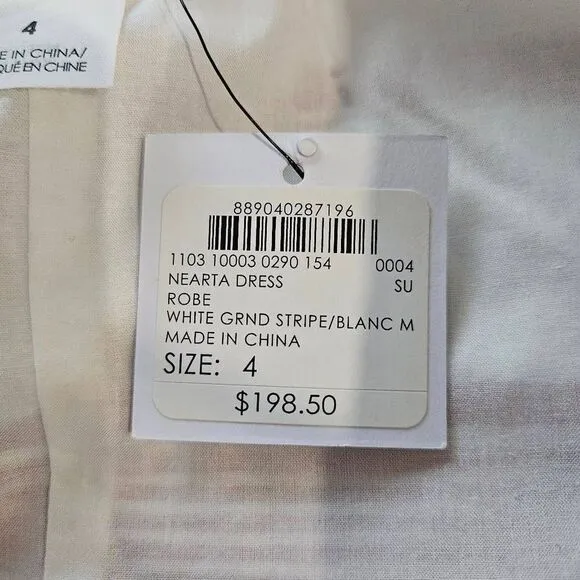 4
E IN CHINA/
QUÉ EN CHINE
889040287196
1103 10003 0290 154 0004
NEARTA DRESS SU
ROBE
WHITE GRND STRIPE/BLANC M
MADE IN CHINA
SIZE: 4
$198.50